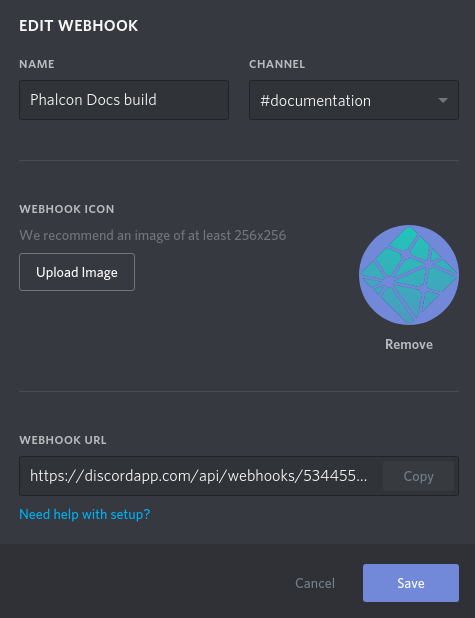 EDIT WEBHOOK
NAME
CHANNEL
Phalcon Docs build
#documentation
WEBHOOK ICON
We recommend an image of at least 256x256
Upload Image
Remove
WEBHOOK URL
https://discordapp.com/api/webhooks/534455...
Copy
Need help with setup?
Cancel
Save